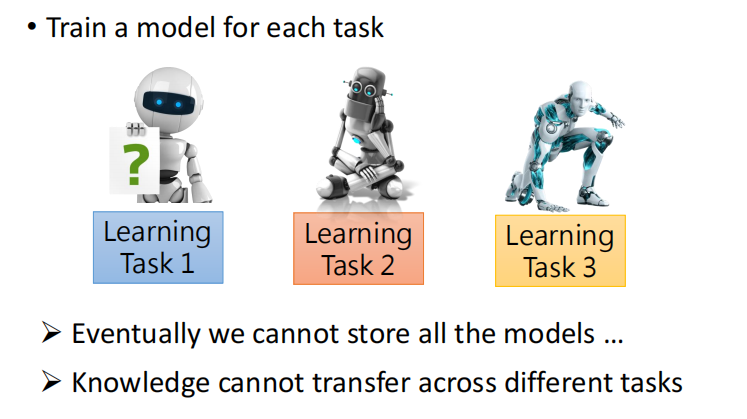 • Train a model for each task
?
Learning
Task 1
Learning
Task 2
Learning
Task 3
➢ Eventually we cannot store all the models …
➢ Knowledge cannot transfer across different tasks